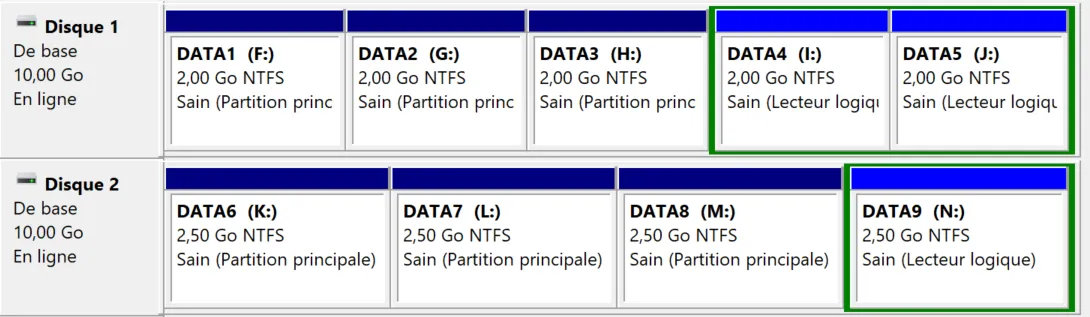 Disque 1
De base
10,00 Go
En ligne
DATA1 (F:)
2,00 Go NTFS
Sain (Partition princ
DATA2 (G:)
2,00 Go NTFS
Sain (Partition princ
DATA3 (H:)
2,00 Go NTFS
Sain (Partition princ
DATA4 (I:)
2,00 Go NTFS
Sain (Lecteur logiqu
DATA5 (J:)
2,00 Go NTFS
Sain (Lecteur logiqu
Disque 2
De base
10,00 Go
En ligne
DATA6 (K:)
2,50 Go NTFS
Sain (Partition principale)
DATA7 (L:)
2,50 Go NTFS
Sain (Partition principale)
DATA8 (M:)
2,50 Go NTFS
Sain (Partition principale)
DATA9 (N:)
2,50 Go NTFS
Sain (Lecteur logique)